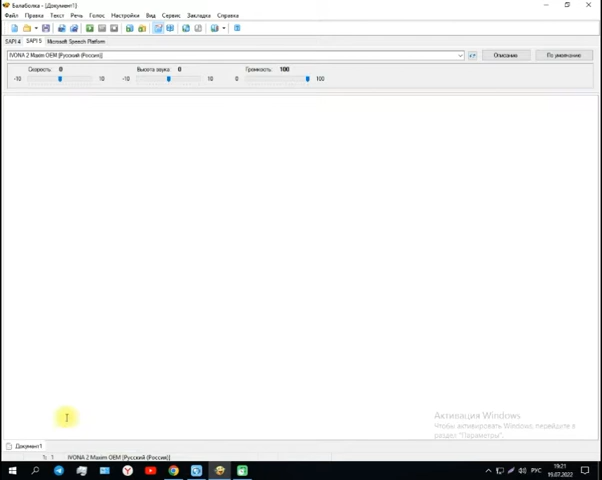 Балаболка - [Документ1]
Файл Правка Текст Речь Голос Настройки Вид Сервис Закладка Справка
SAPI 4 SAPI 5 Microsoft Speech Platform
IVONA 2 Maxim OEM [Русский (Россия)] Описание По умолчанию
Скорость: 0 Высота звука: 0 Громкость: 100
-10 10 -10 10 0 100
Активация Windows
Чтобы активировать Windows, перейдите в
раздел "Параметры".
Документ1
1: 1 IVONA 2 Maxim OEM [Русский (Россия)]
РУС 19:21
19.07.2022